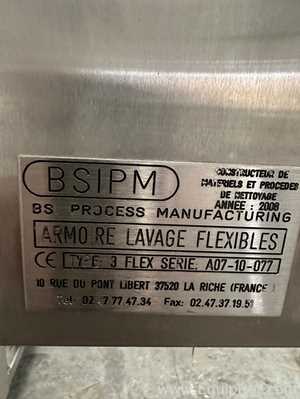 BSIPM
CONSTRUCTEUR DE
MATERIELS ET PROCEDES
DE NETTOYAGE
ANNEE : 2008
BS PROCESS MANUFACTURING
ARMOIRE LAVAGE FLEXIBLES
CE TYPE: 3 FLEX SERIE: A07-10-077
10 RUE DU PONT LIBERT 37520 LA RICHE (FRANCE)
Tél: 02.47.77.47.34 Fax: 02.47.37.19.5